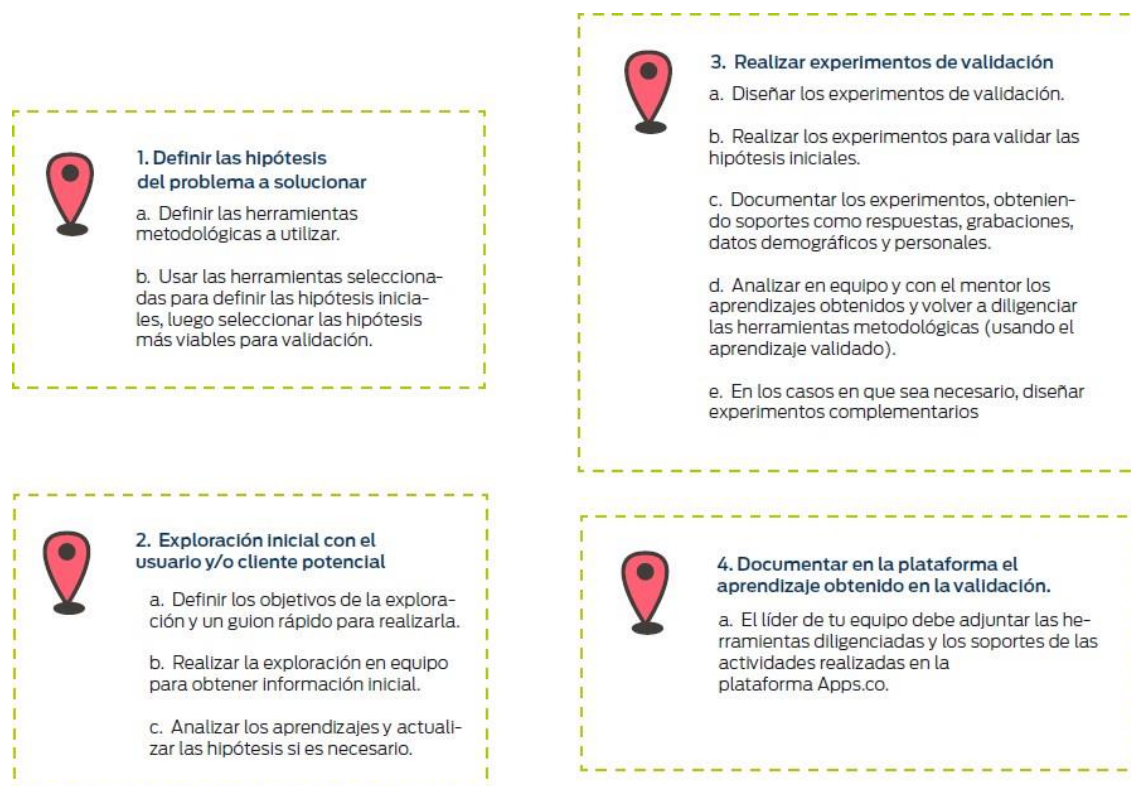 1. Definir las hipótesis
del problema a solucionar
a. Definir las herramientas
metodológicas a utilizar.
b. Usar las herramientas selecciona-
das para definir las hipótesis inicia-
les, luego seleccionar las hipótesis
más viables para validación.
2. Exploración inicial con el
usuario y/o cliente potencial
a. Definir los objetivos de la explora-
ción y un guion rápido para realizarla.
b. Realizar la exploración en equipo
para obtener información inicial.
c. Analizar los aprendizajes y actuali-
zar las hipótesis si es necesario.
3. Realizar experimentos de validación
a. Diseñar los experimentos de validación.
b. Realizar los experimentos para validar las
hipótesis iniciales.
c. Documentar los experimentos, obtenien-
do soportes como respuestas, grabaciones,
datos demográficos y personales.
d. Analizar en equipo y con el mentor los
aprendizajes obtenidos y volver a diligenciar
las herramientas metodológicas (usando el
aprendizaje validado).
e. En los casos en que sea necesario, diseñar
experimentos complementarios
4. Documentar en la plataforma el
aprendizaje obtenido en la validación.
a. El líder de tu equipo debe adjuntar las he-
rramientas diligenciadas y los soportes de las
actividades realizadas en la
plataforma Apps.co.